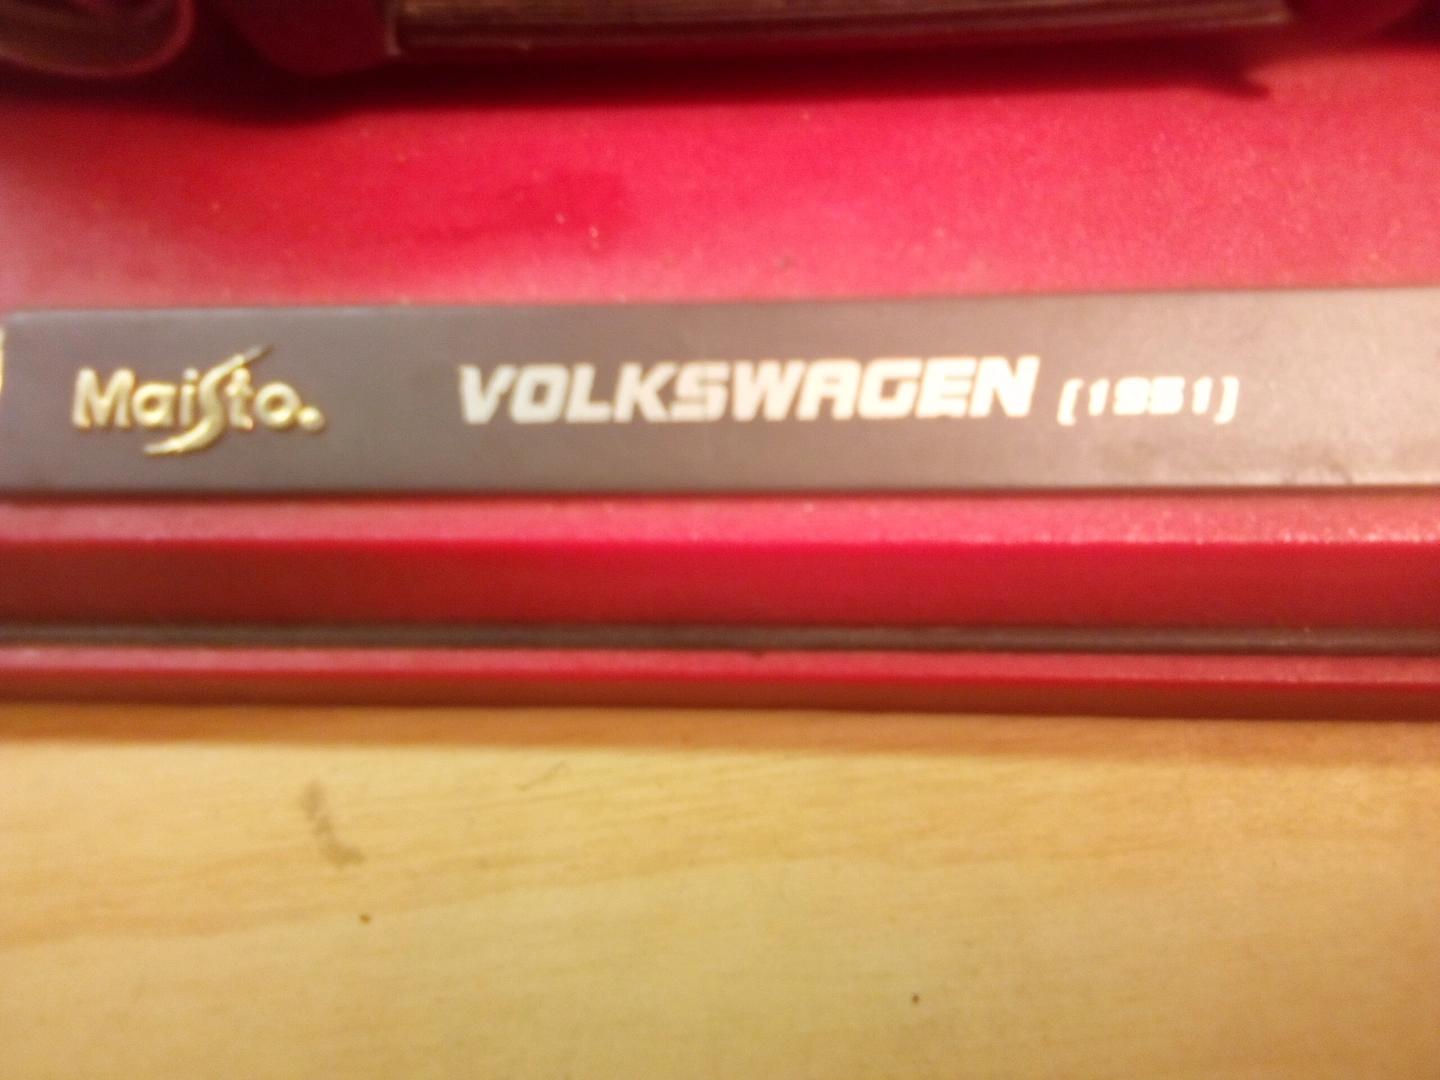 Maisto. VOLKSWAGEN (1951)